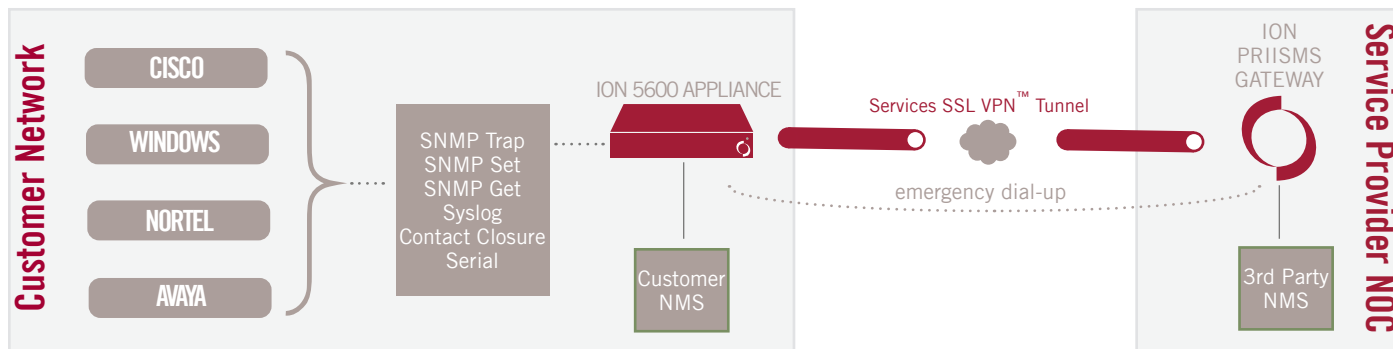 Customer Network
CISCO
WINDOWS
NORTEL
AVAYA
SNMP Trap
SNMP Set
SNMP Get
Syslog
Contact Closure
Serial
ION 5600 APPLIANCE
Customer
NMS
Services SSL VPN™ Tunnel
emergency dial-up
ION
PRIISMS
GATEWAY
3rd Party
NMS
Service Provider NOC